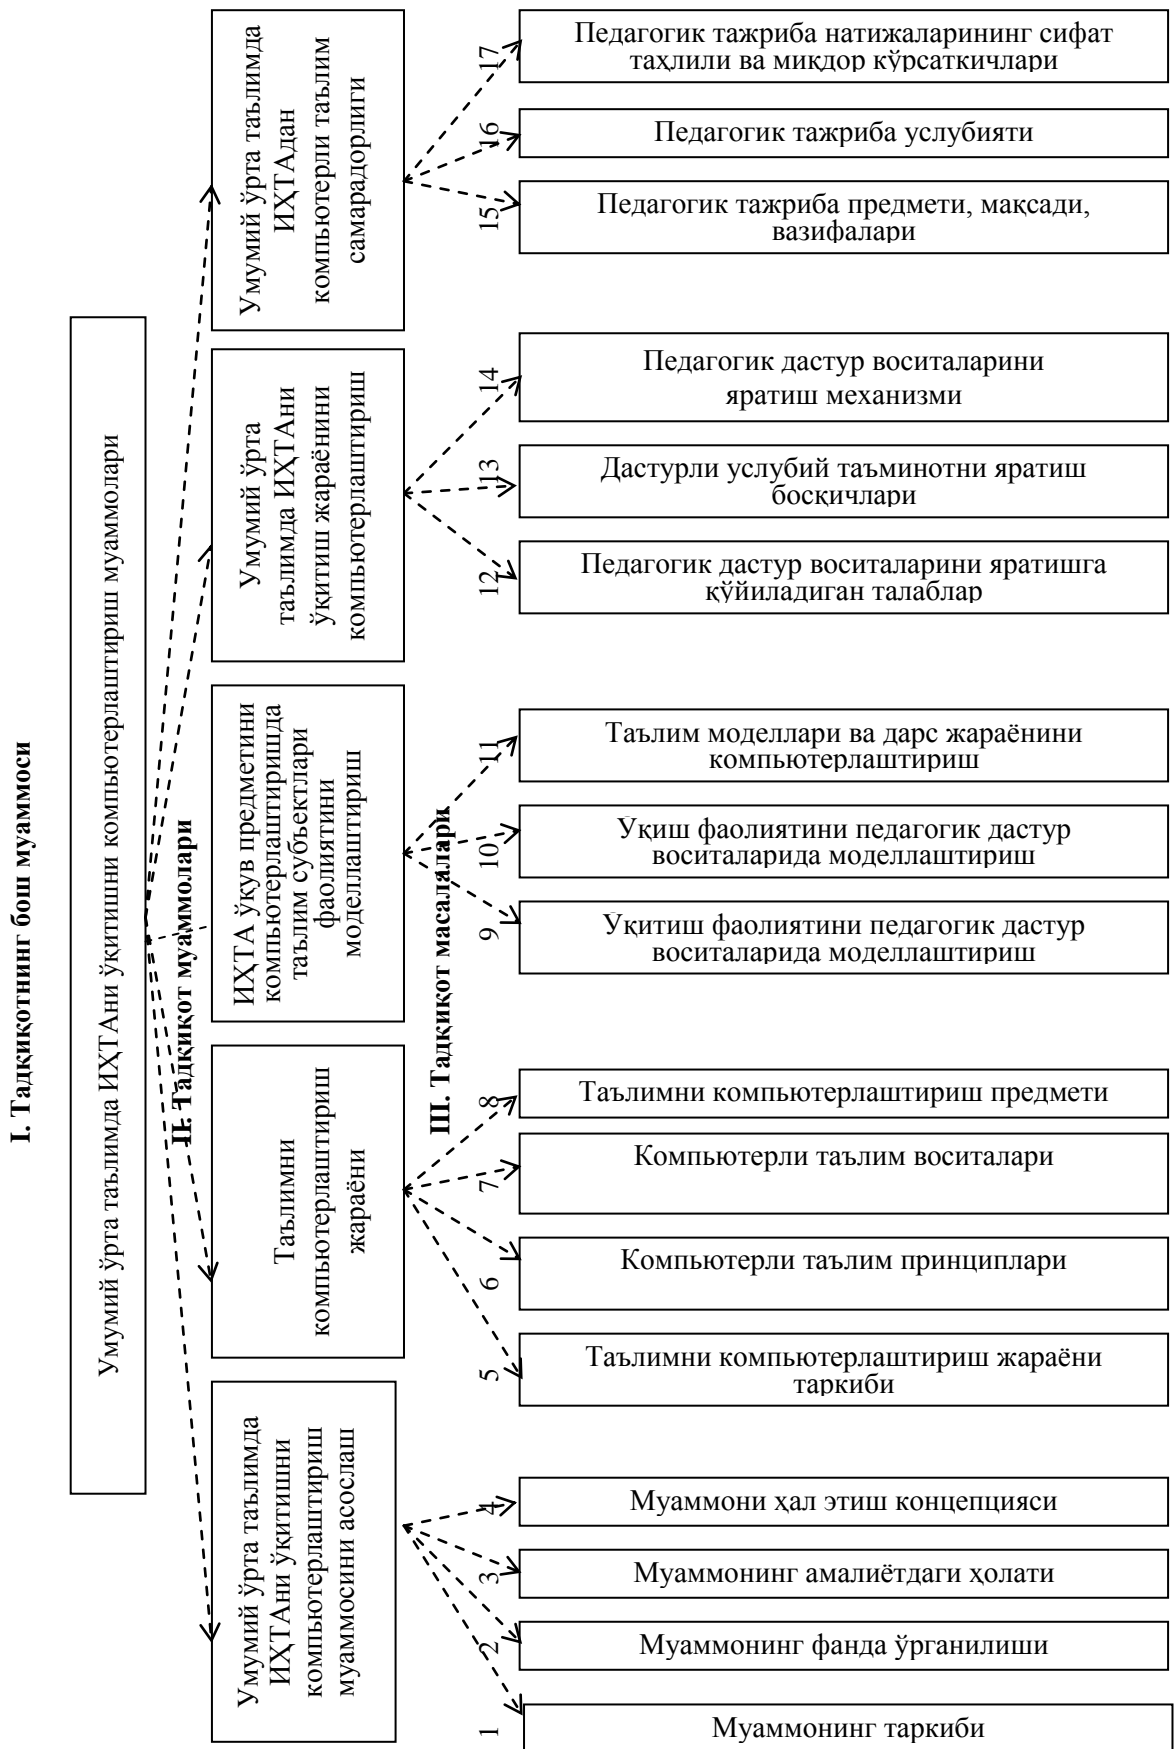 I. Тадқиқотнинг бош муаммоси
Умумий ўрта таълимда ИҲТАни ўқитишни компьютерлаштириш муаммолари
II. Тадқиқот муаммолари
Умумий ўрта таълимда
ИҲТАни ўқитишни
компьютерлаштириш
муаммосини асослаш
Таълимни
компьютерлаштириш
жараёни
ИҲТА ўқув предметини
компьютерлаштиришда
таълим субъектлари
фаолиятини
моделлаштириш
Умумий ўрта
таълимда ИҲТАни
ўқитиш жараёнини
компьютерлаштириш
Умумий ўрта таълимда
ИҲТАдан
компьютерли таълим
самарадорлиги
III. Тадқиқот масалалари
17
Педагогик тажриба натижаларининг сифат
таҳлили ва миқдор кўрсаткичлари
16
Педагогик тажриба услубияти
15
Педагогик тажриба предмети, мақсади,
вазифалари
14
Педагогик дастур воситаларини
яратиш механизми
13
Дастурли услубий таъминотни яратиш
босқичлари
12
Педагогик дастур воситаларини яратишга
қўйиладиган талаблар
11
Таълим моделлари ва дарс жараёнини
компьютерлаштириш
10
Ўқиш фаолиятини педагогик дастур
воситаларида моделлаштириш
9
Ўқитиш фаолиятини педагогик дастур
воситаларида моделлаштириш
8
Таълимни компьютерлаштириш предмети
7
Компьютерли таълим воситалари
6
Компьютерли таълим принциплари
5
Таълимни компьютерлаштириш жараёни
таркиби
4
Муаммони ҳал этиш концепцияси
3
Муаммонинг амалиётдаги ҳолати
2
Муаммонинг фанда ўрганилиши
1
Муаммонинг таркиби